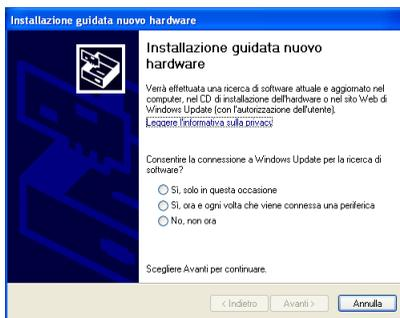 Installazione guidata nuovo hardware
Installazione guidata nuovo
hardware
Verrà effettuata una ricerca di software attuale e aggiornato nel
computer, nel CD di installazione dell'hardware o nel sito Web di
Windows Update (con l'autorizzazione dell'utente).
Leggere l'informativa sulla privacy
Consentire la connessione a Windows Update per la ricerca di
software?
Sì, solo in questa occasione
Sì, ora e ogni volta che viene connessa una periferica
No, non ora
Scegliere Avanti per continuare.
< Indietro
Avanti >
Annulla